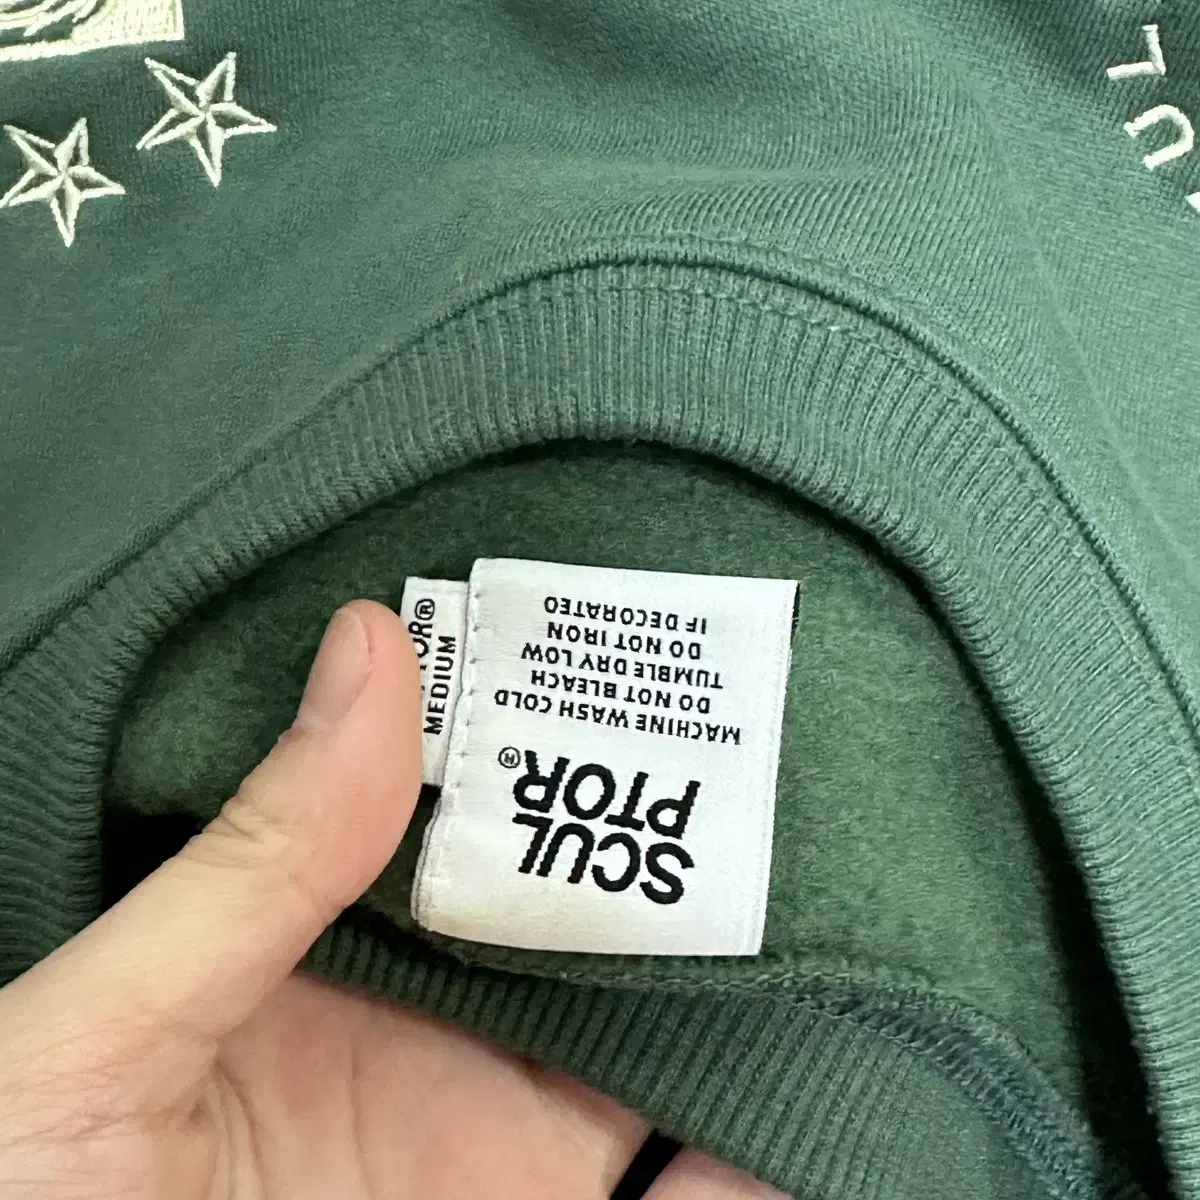 SCUL
PTOR®
MACHINE WASH COLD
DO NOT BLEACH
TUMBLE DRY LOW
DO NOT IRON
IF DECORATED
MEDIUM